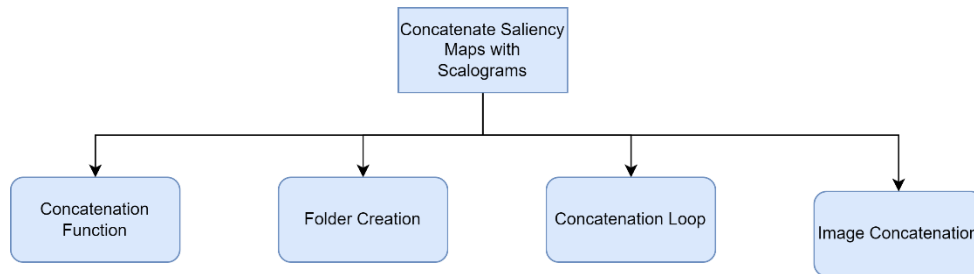 Concatenate Saliency
Maps with
Scalograms
Concatenation
Function
Folder Creation
Concatenation Loop
Image Concatenation